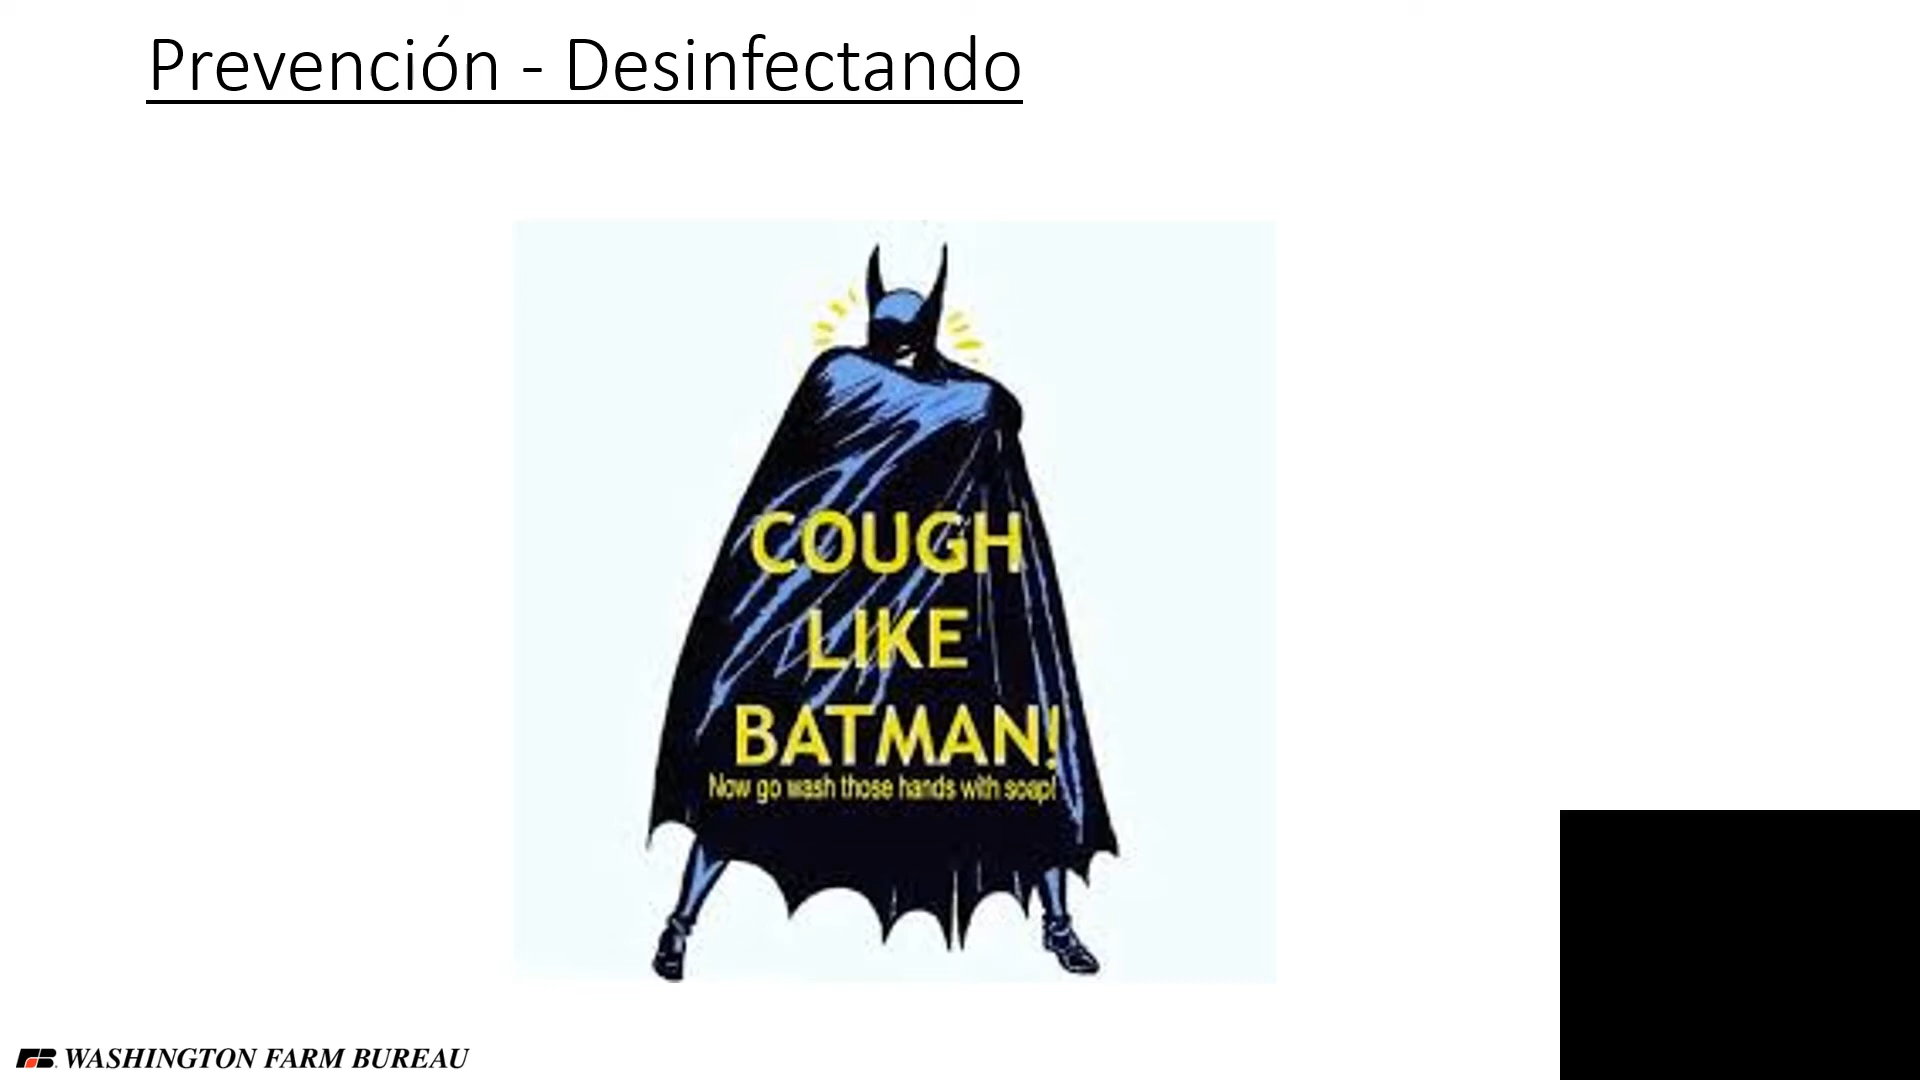 Prevención - Desinfectando
COUGH
LIKE
BATMAN!
Now go wash those hands with soap!
WASHINGTON FARM BUREAU